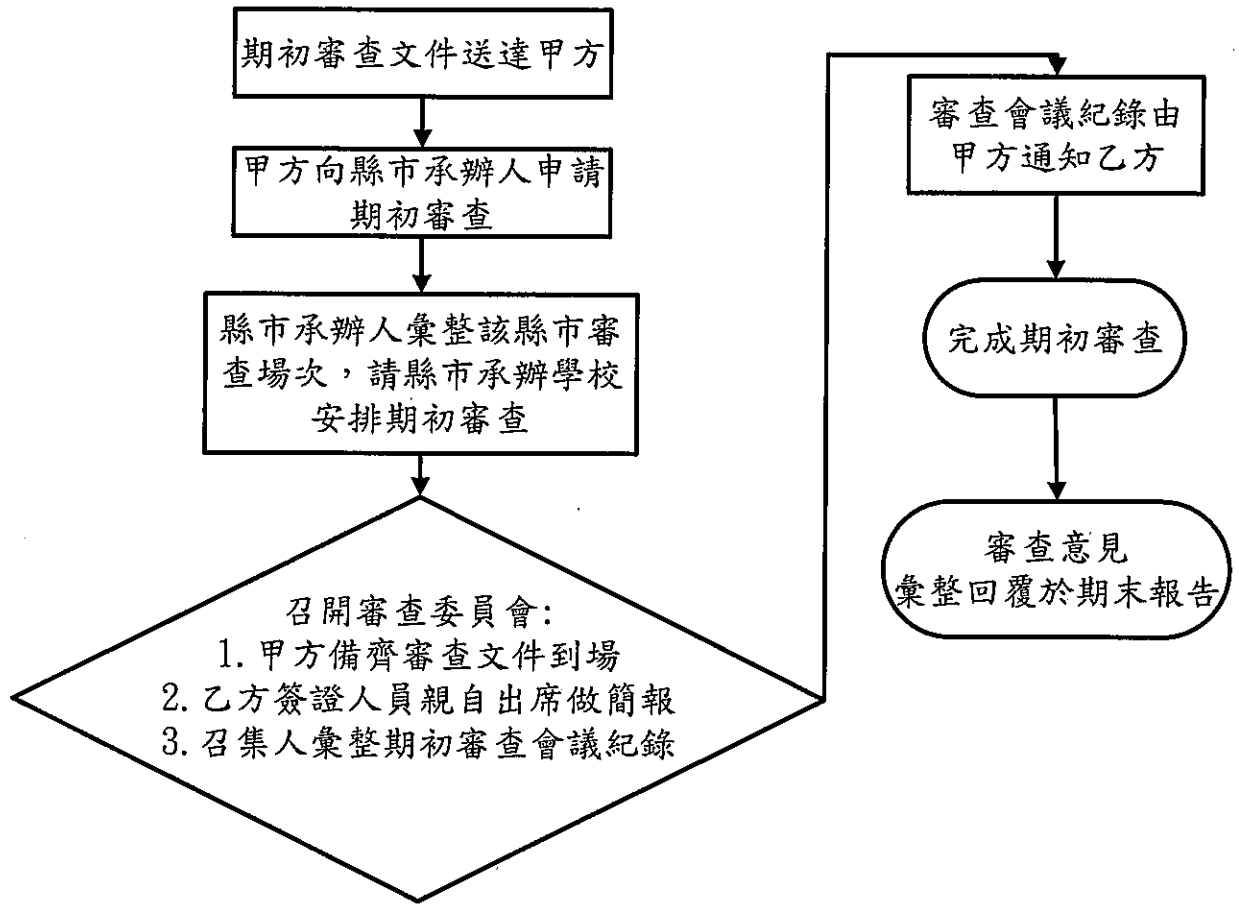 期初審查文件送達甲方
甲方向縣市承辦人申請
期初審查
縣市承辦人彙整該縣市審
查場次，請縣市承辦學校
安排期初審查
召開審查委員會:
1. 甲方備齊審查文件到場
2. 乙方簽證人員親自出席做簡報
3. 召集人彙整期初審查會議紀錄
審查會議紀錄由
甲方通知乙方
完成期初審查
審查意見
彙整回覆於期末報告